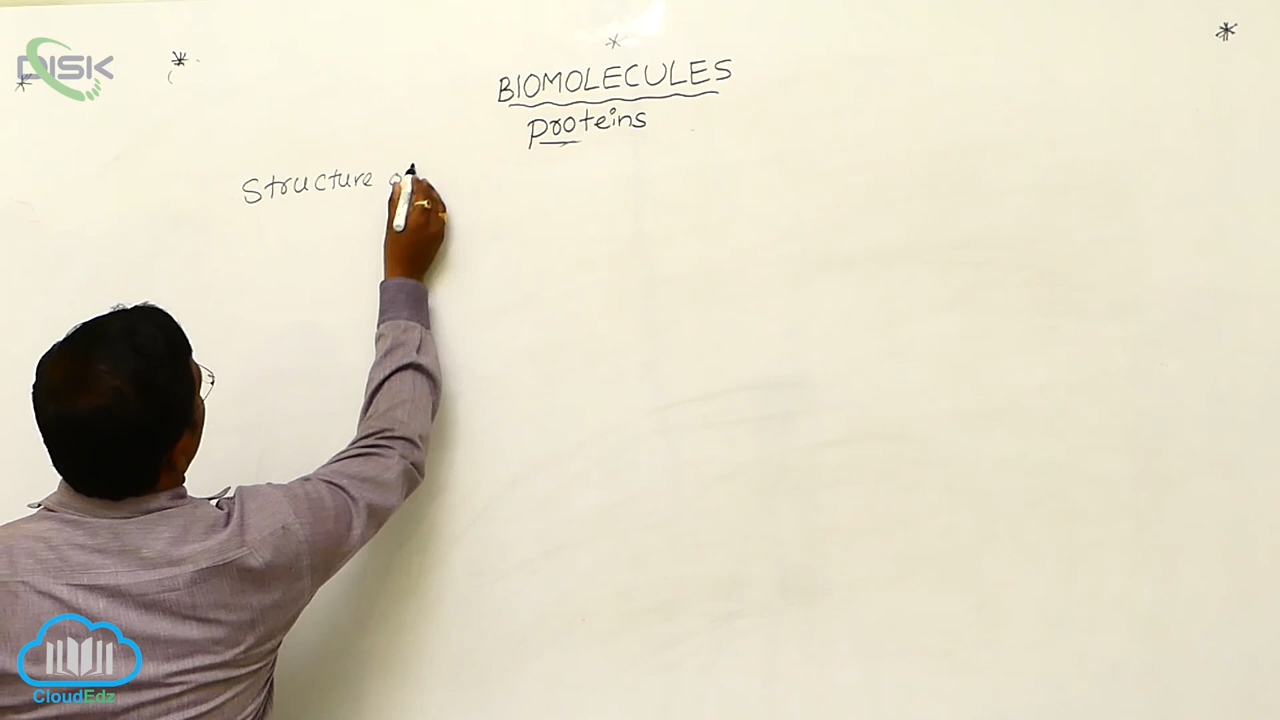 DISK
BIOMOLECULES
proteins
Structure
CloudEdz